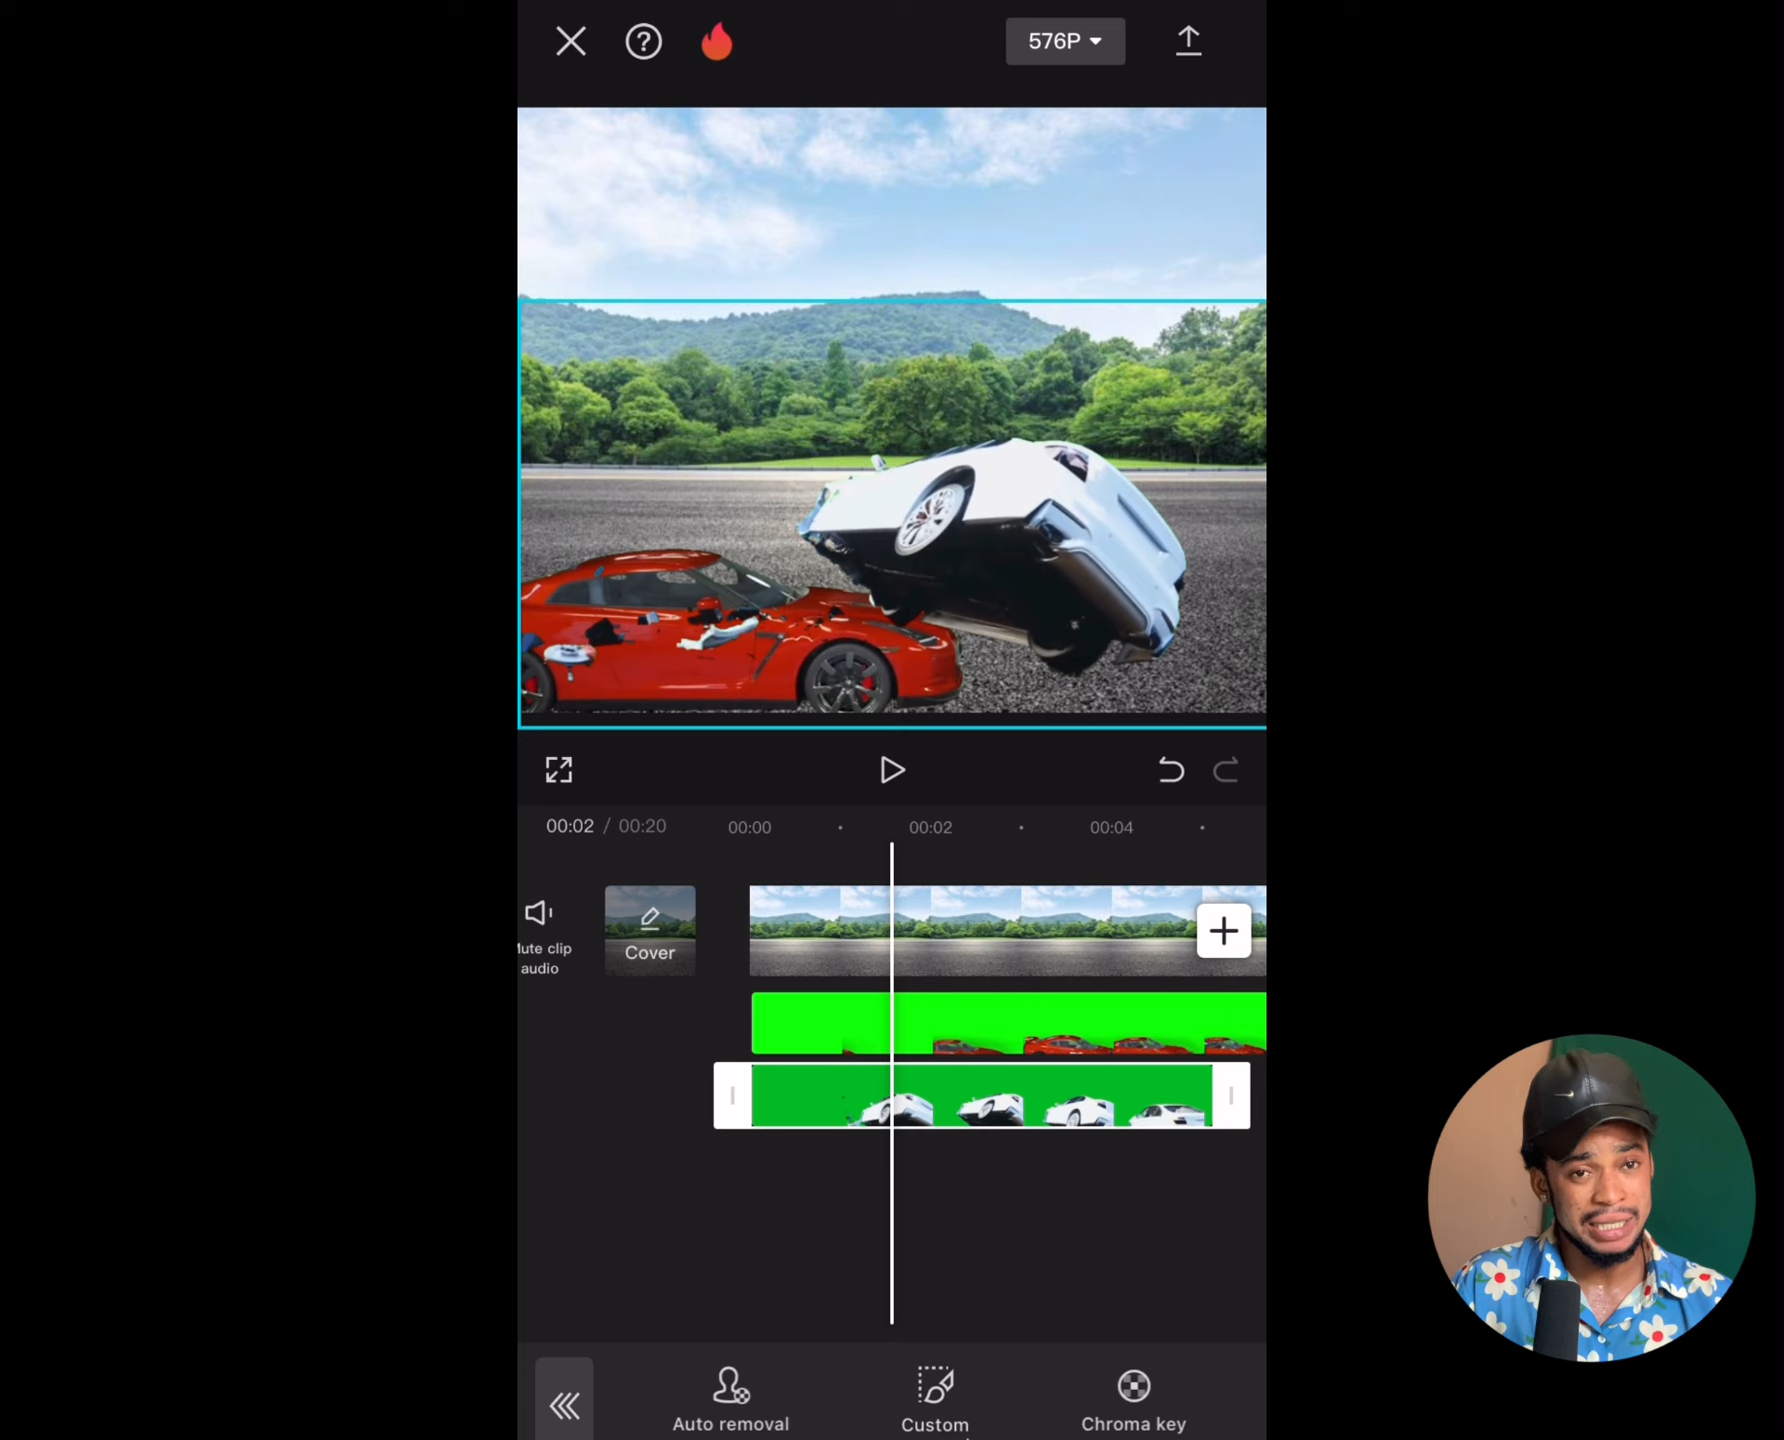 576P
00:02 / 00:20 00:00 00:02 00:04
Mute clip
audio
Cover
Auto removal
Custom
Chroma key